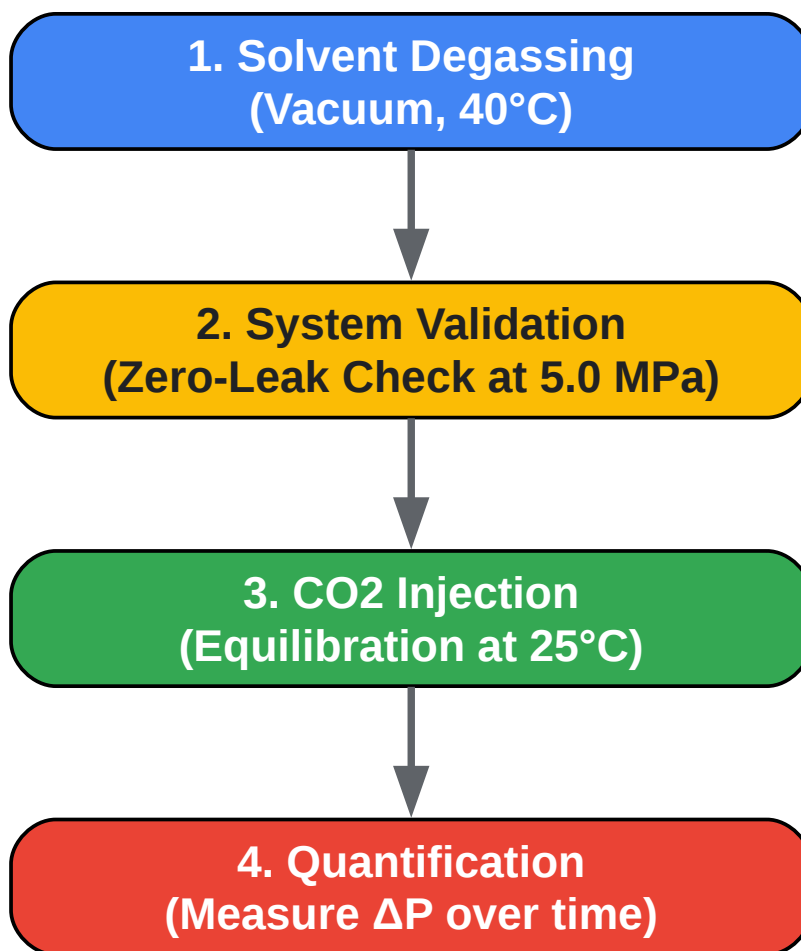 1. Solvent Degassing
(Vacuum, 40°C)
2. System Validation
(Zero-Leak Check at 5.0 MPa)
3. CO2 Injection
(Equilibration at 25°C)
4. Quantification
(Measure ΔP over time)